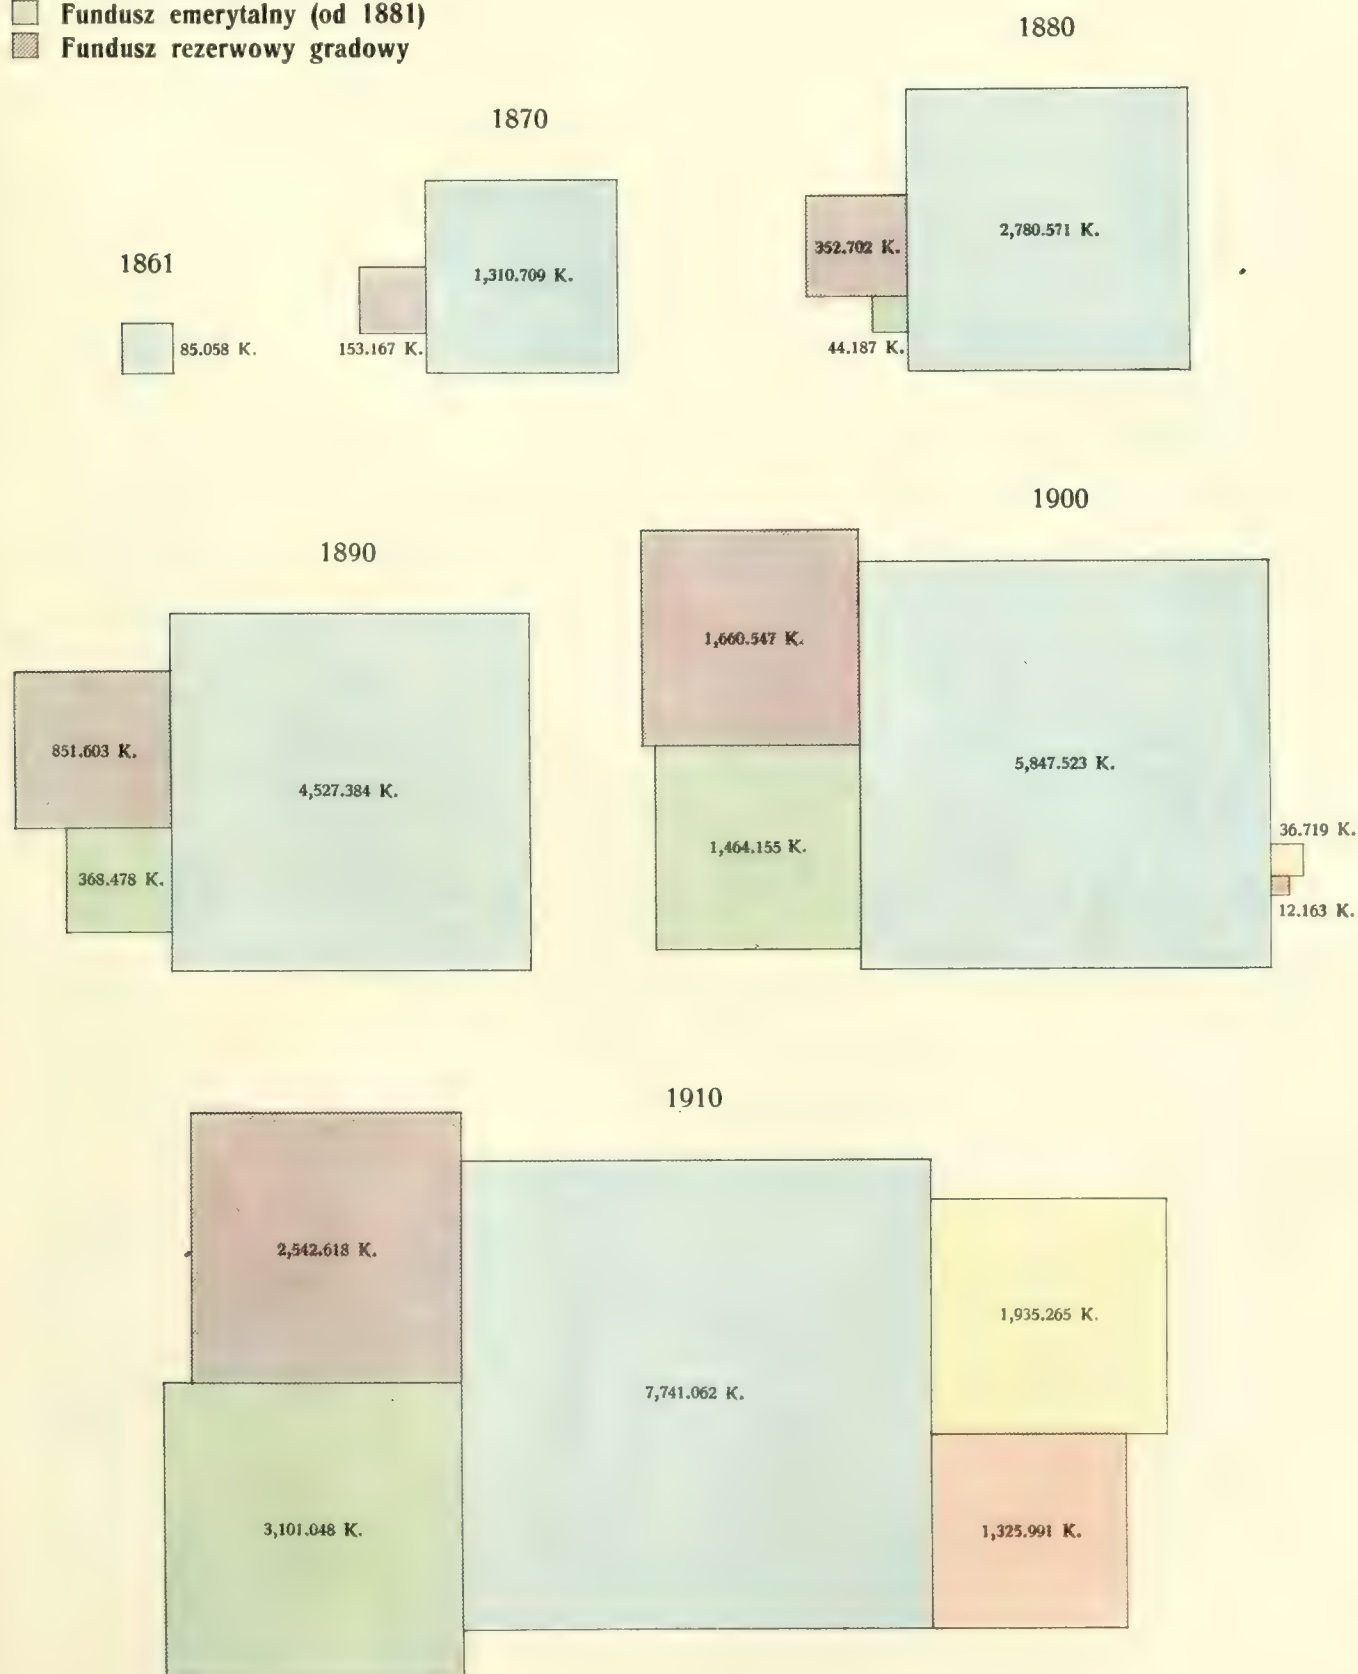 Fundusz emerytalny (od 1881)
Fundusz rezerwowy gradowy
1880
1870
2,780.571 K.
352.702 K.
1,310.709 K.
1861
85.058 K.
153.167 K.
44.187 K.
1900
1890
1,660.547 K.
851.603 K.
4,527.384 K.
5,847.523 K.
36.719 K.
1,464.155 K.
368.478 K.
12.163 K.
1910
2,542.618 K.
1,935.265 K.
7,741.062 K.
3,101.048 K.
1,325.991 K.